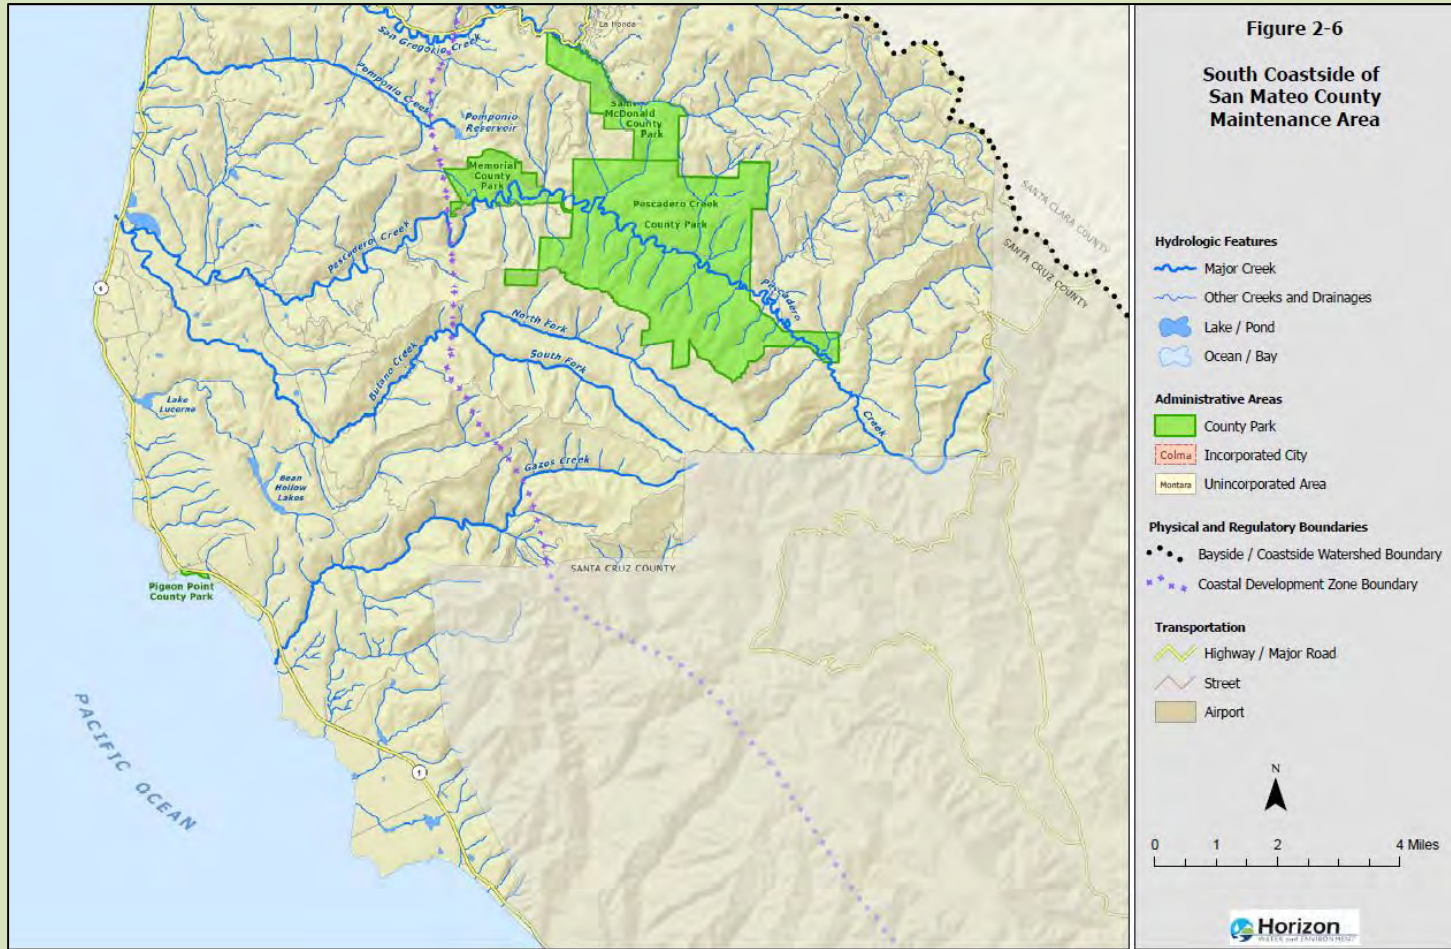 La Honda
San Gregorio Creek
Pomponio Creek
Pomponio
Reservoir
Sam
McDonald
County
Park
Memorial
County
Park
Pescadero Creek
County Park
Pescadero Creek
Pescadero
Creek
SANTA CLARA COUNTY
SANTA CRUZ COUNTY
North Fork
South Fork
Butano Creek
Lake
Lucerne
Bean
Hollow
Lakes
Gazos Creek
SANTA CRUZ COUNTY
Pigeon Point
County Park
1
PACIFIC OCEAN
Figure 2-6
South Coastside of
San Mateo County
Maintenance Area
Hydrologic Features
Major Creek
Other Creeks and Drainages
Lake / Pond
Ocean / Bay
Administrative Areas
County Park
Colma Incorporated City
Montara Unincorporated Area
Physical and Regulatory Boundaries
Bayside / Coastside Watershed Boundary
Coastal Development Zone Boundary
Transportation
Highway / Major Road
Street
Airport
N
0 1 2 4 Miles
Horizon
WATER and ENVIRONMENT